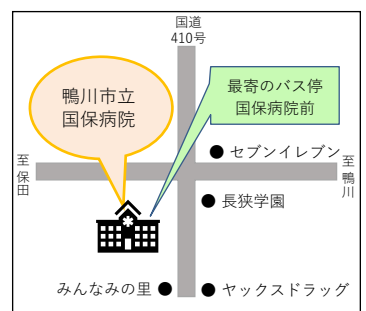 国道
410号
鴨川市立
国保病院
最寄のバス停
国保病院前
セブンイレブン
至保田
至鴨川
長狭学園
みんなみの里
ヤックスドラッグ